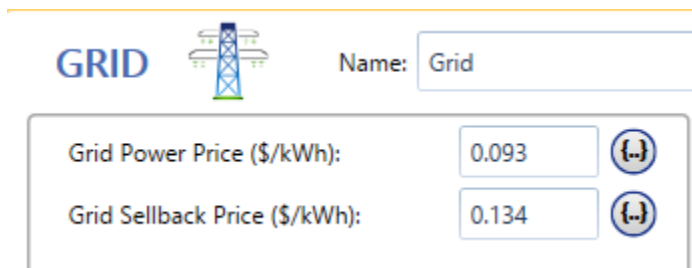 GRID Name: Grid
Grid Power Price ($/kWh): 0.093 {..}
Grid Sellback Price ($/kWh): 0.134 {..}